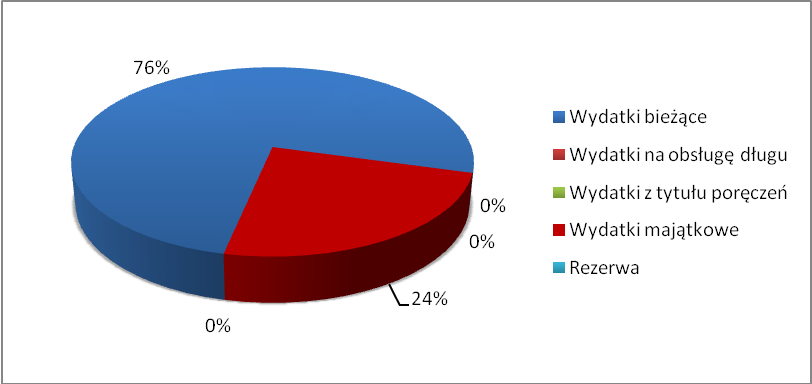 76%
Wydatki bieżące
Wydatki na obsługę długu
Wydatki z tytułu poręczeń
0%
Wydatki majątkowe
0%
Rezerwa
24%
0%